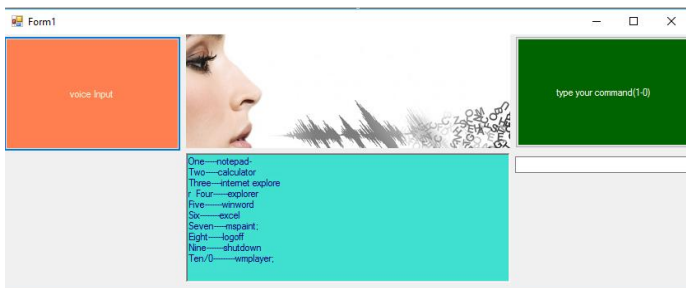 Form1
voice Input
type your command(1-0)
One----notepad-
Two----calculator
Three----internet explore
r Four-----explorer
Five------winword
Six-------excel
Seven----mspaint;
Eight-----logoff
Nine------shutdown
Ten/0-------wmplayer;